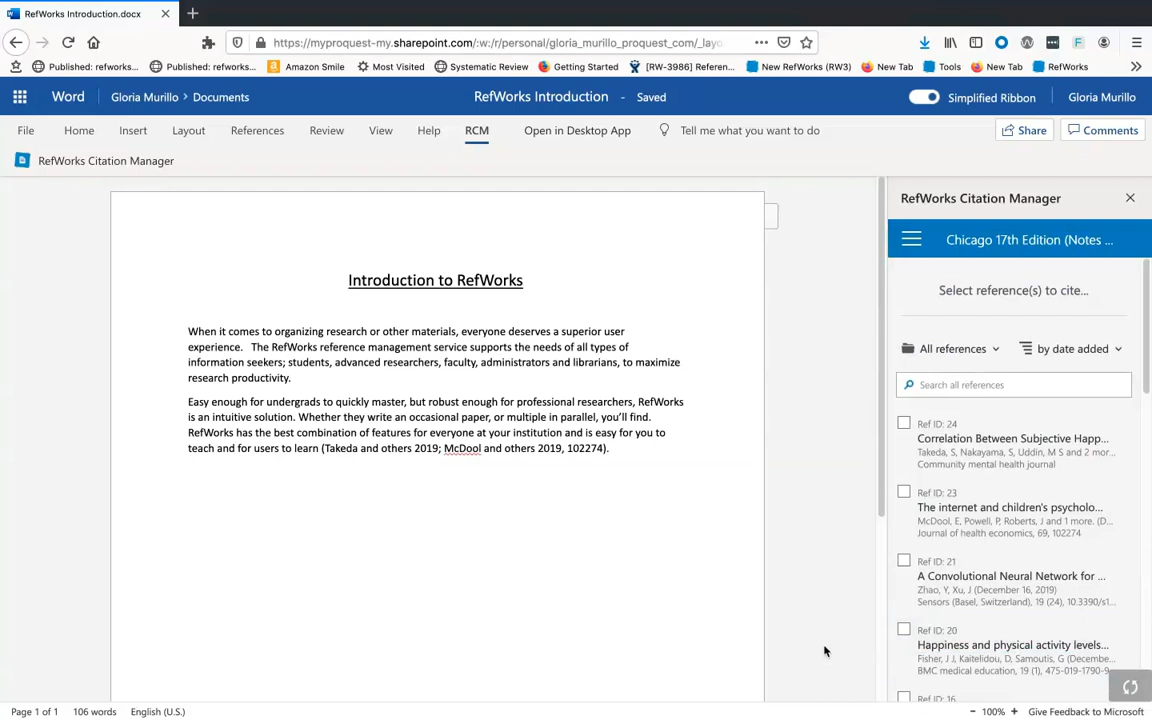 RefWorks Introduction.docx
https://myproquest-my.sharepoint.com/:w:/r/personal/gloria_murillo_proquest_com/_layo
Published: refworks... Published: refworks... Amazon Smile Most Visited Systematic Review Getting Started [RW-3986] Referen... New RefWorks (RW3) New Tab Tools New Tab RefWorks
Word Gloria Murillo > Documents RefWorks Introduction - Saved Simplified Ribbon Gloria Murillo
File Home Insert Layout References Review View Help RCM Open in Desktop App Tell me what you want to do Share Comments
RefWorks Citation Manager
Introduction to RefWorks
When it comes to organizing research or other materials, everyone deserves a superior user
experience. The RefWorks reference management service supports the needs of all types of
information seekers; students, advanced researchers, faculty, administrators and librarians, to maximize
research productivity.
Easy enough for undergrads to quickly master, but robust enough for professional researchers, RefWorks
is an intuitive solution. Whether they write an occasional paper, or multiple in parallel, you'll find.
RefWorks has the best combination of features for everyone at your institution and is easy for you to
teach and for users to learn (Takeda and others 2019; McDool and others 2019, 102274).
RefWorks Citation Manager
Chicago 17th Edition (Notes ...
Select reference(s) to cite...
All references by date added
Search all references
Ref ID: 24
Correlation Between Subjective Happ...
Takeda, S, Nakayama, S, Uddin, M S and 2 mor...
Community mental health journal
Ref ID: 23
The internet and children's psycholo...
McDool, E, Powell, P, Roberts, J and 1 more. (D...
Journal of health economics, 69, 102274
Ref ID: 21
A Convolutional Neural Network for ...
Zhao, Y, Xu, J (December 16, 2019)
Sensors (Basel, Switzerland), 19 (24), 10.3390/s1...
Ref ID: 20
Happiness and physical activity levels...
Fisher, J J, Kaitelidou, D, Samoutis, G (Decembe...
BMC medical education, 19 (1), 475-019-1790-9...
Ref ID: 16
Page 1 of 1 106 words English (U.S.) - 100% + Give Feedback to Microsoft